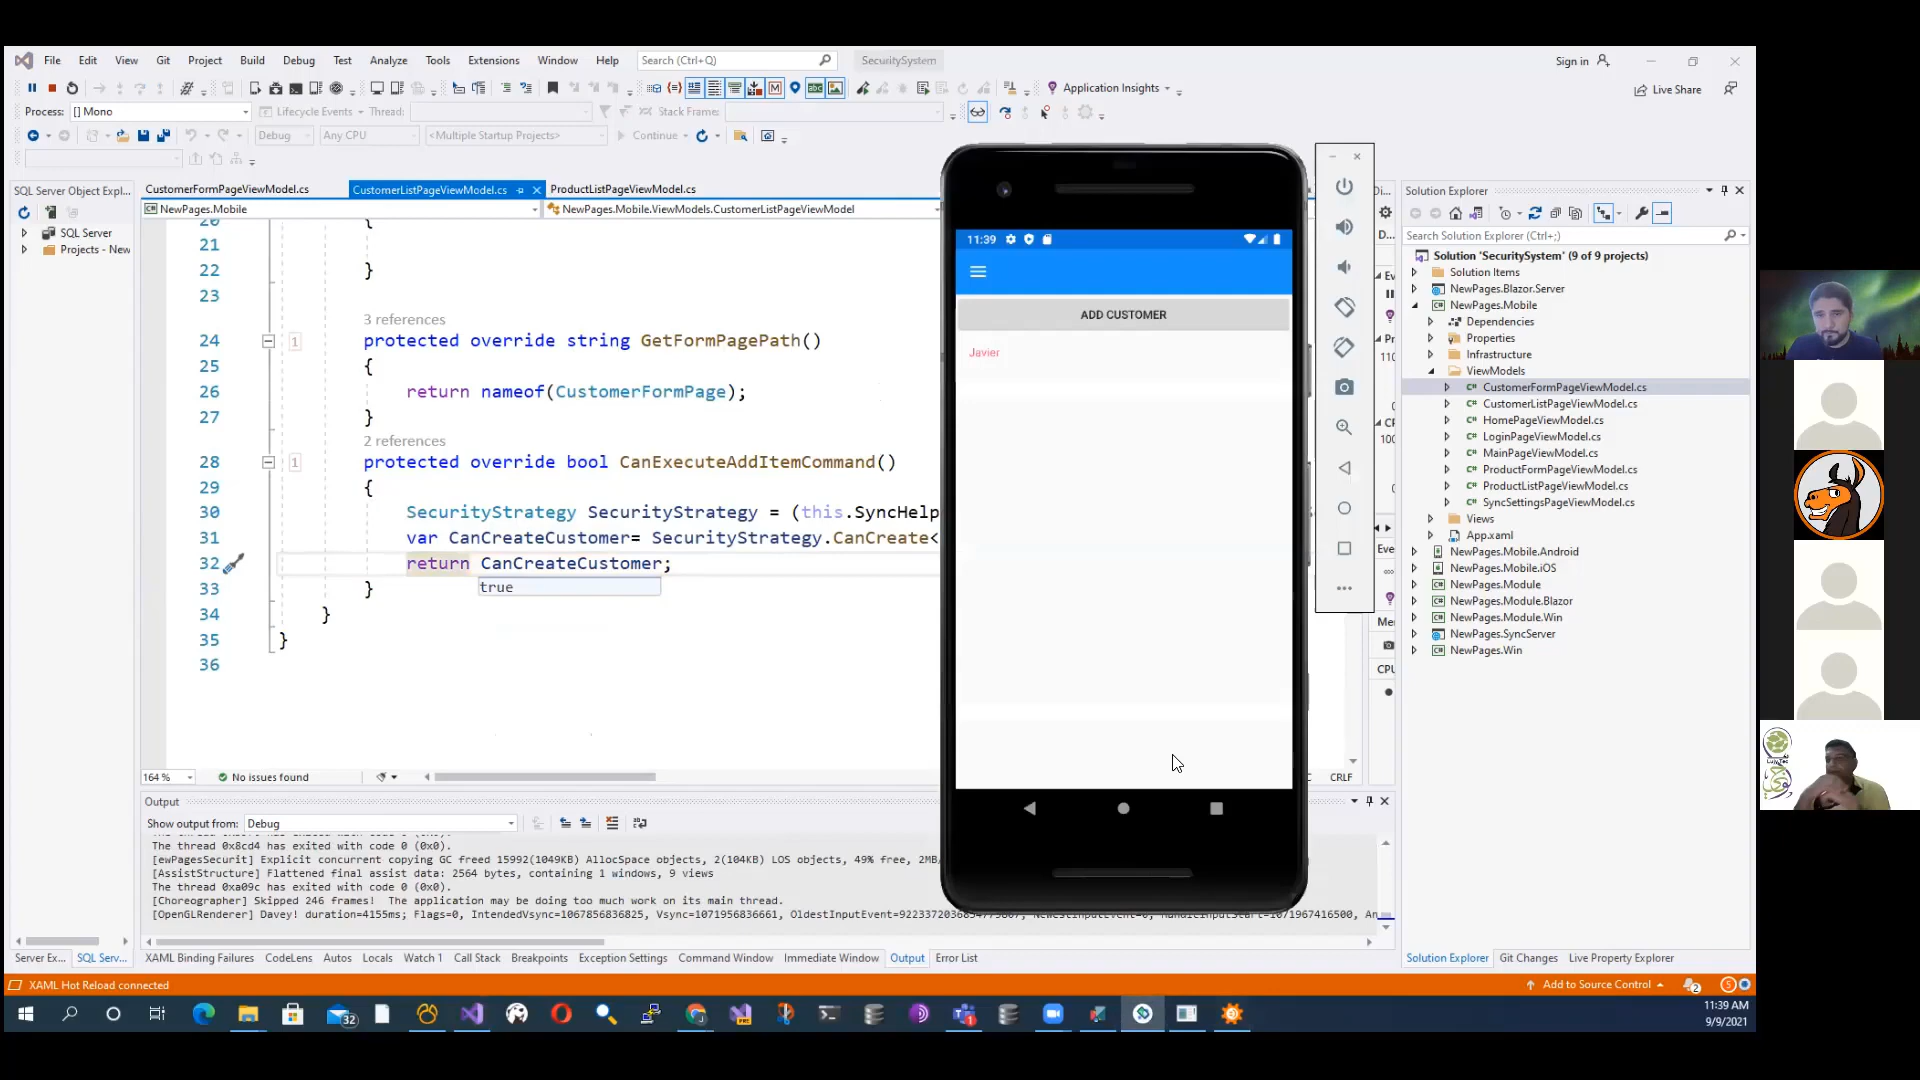 File Edit View Git Project Build Debug Test Analyze Tools Extensions Window Help Search (Ctrl+Q) SecuritySystem Sign in
Application Insights Live Share
Process: [] Mono Lifecycle Events Thread: Stack Frame:
Debug Any CPU <Multiple Startup Projects> Continue
SQL Server Object Expl...
SQL Server
Projects - New
CustomerFormPageViewModel.cs CustomerListPageViewModel.cs ProductListPageViewModel.cs
NewPages.Mobile NewPages.Mobile.ViewModels.CustomerListPageViewModel
20 {
21
22 }
23
3 references
24 protected override string GetFormPagePath()
25 {
26 return nameof(CustomerFormPage);
27 }
2 references
28 protected override bool CanExecuteAddItemCommand()
29 {
30 SecurityStrategy SecurityStrategy = (this.SyncHelp
31 var CanCreateCustomer= SecurityStrategy.CanCreate<
32 return CanCreateCustomer;
true
33 }
34 }
35 }
36
164 % No issues found CRLF
11:39
ADD CUSTOMER
Javier
Solution Explorer
Search Solution Explorer (Ctrl+;)
Solution 'SecuritySystem' (9 of 9 projects)
Solution Items
NewPages.Blazor.Server
NewPages.Mobile
Dependencies
Properties
Infrastructure
ViewModels
CustomerFormPageViewModel.cs
CustomerListPageViewModel.cs
HomePageViewModel.cs
LoginPageViewModel.cs
MainPageViewModel.cs
ProductFormPageViewModel.cs
ProductListPageViewModel.cs
SyncSettingsPageViewModel.cs
Views
App.xaml
NewPages.Mobile.Android
NewPages.Mobile.iOS
NewPages.Module
NewPages.Module.Blazor
NewPages.Module.Win
NewPages.SyncServer
NewPages.Win
Output
Show output from: Debug
[ewPagesSecurit] Explicit concurrent copying GC freed 15992(1049KB) AllocSpace objects, 2(104KB) LOS objects, 49% free, 2MB/
The thread 0x8cd4 has exited with code 0 (0x0).
[AssistStructure] Flattened final assist data: 2564 bytes, containing 1 windows, 9 views
The thread 0xa09c has exited with code 0 (0x0).
[Choreographer] Skipped 246 frames! The application may be doing too much work on its main thread.
[OpenGLRenderer] Davey! duration=4155ms; Flags=0, IntendedVsync=1067856836825, Vsync=1071956836661,
Server Ex... SQL Serv... XAML Binding Failures CodeLens Autos Locals Watch 1 Call Stack Breakpoints Exception Settings Command Window Immediate Window Output Error List Solution Explorer Git Changes Live Property Explorer
XAML Hot Reload connected Add to Source Control 2
32
11:39 AM
9/9/2021